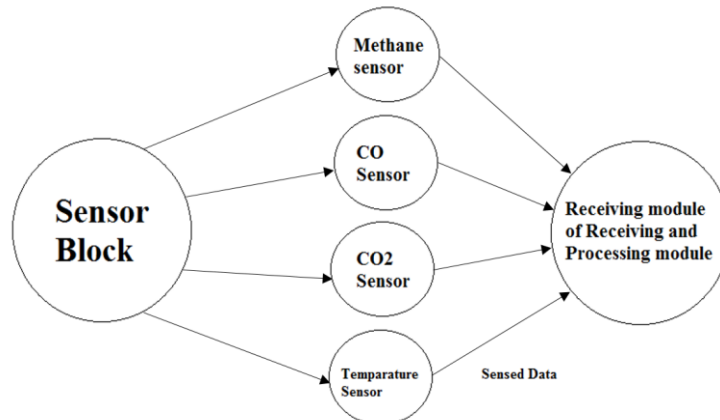 Methane
sensor
CO
Sensor
Sensor
Block
CO2
Sensor
Receiving module
of Receiving and
Processing module
Temparature
Sensor
Sensed Data